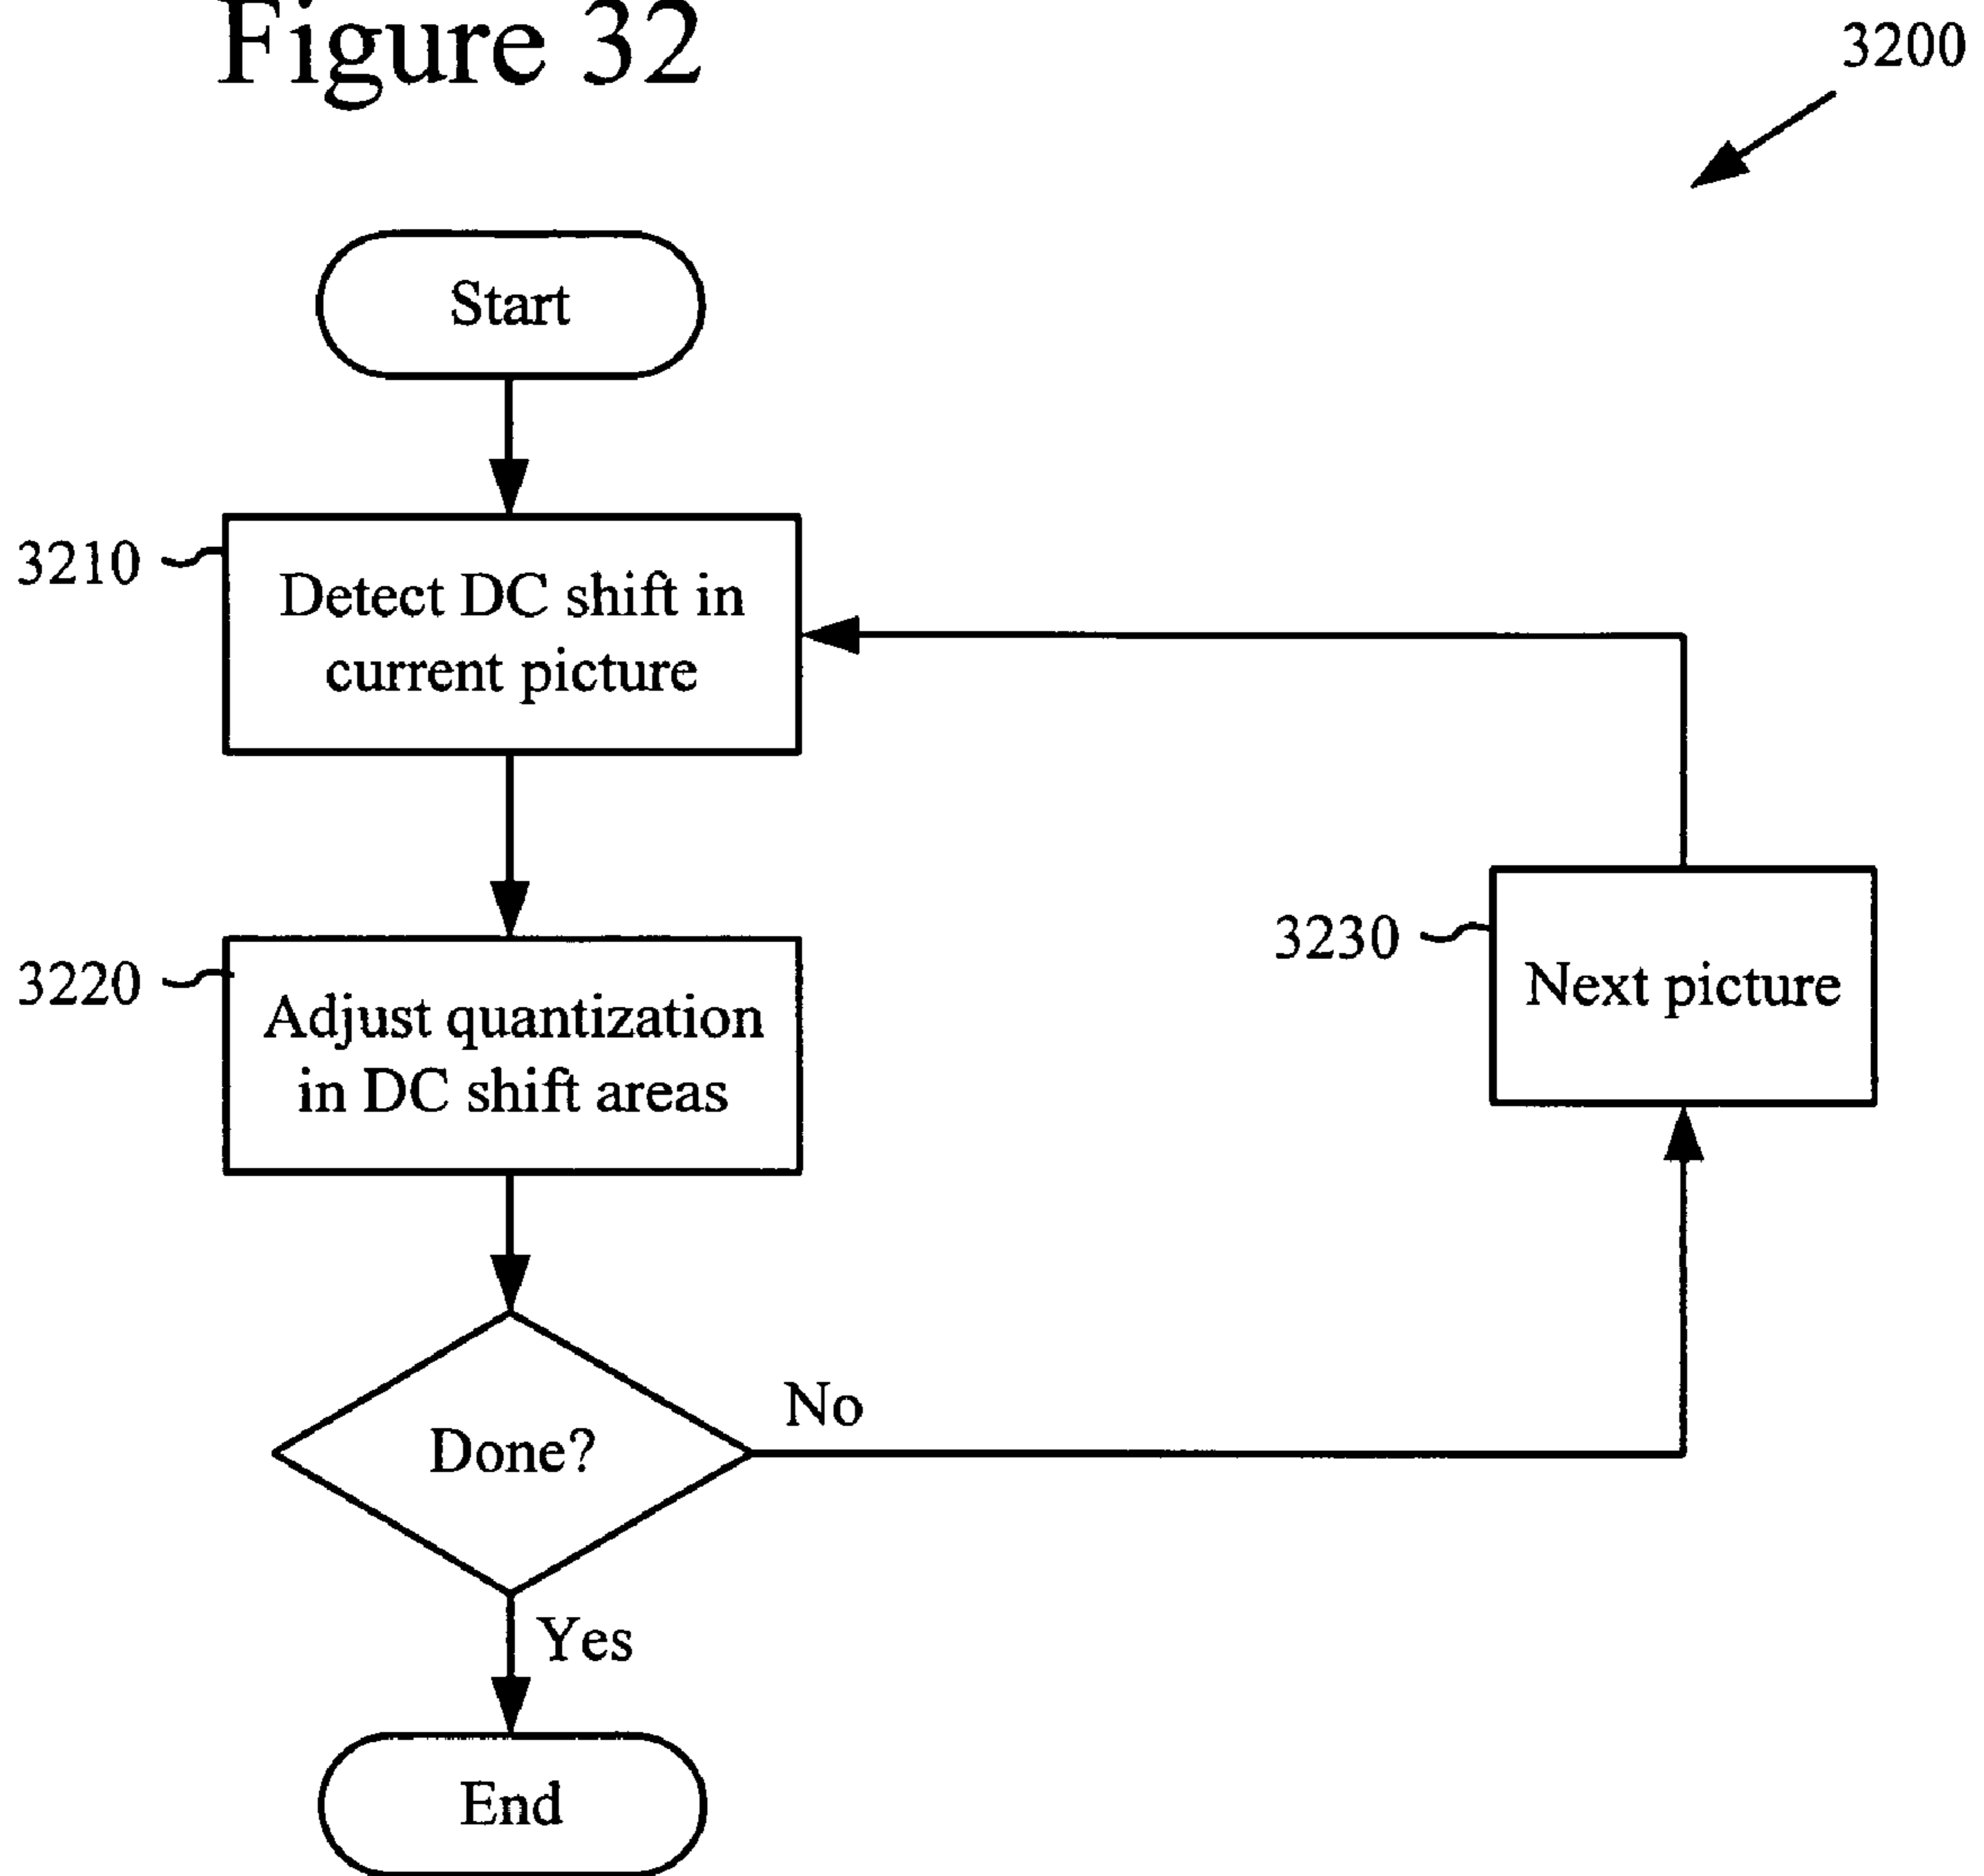 Figure 32
3200
Start
3210
Detect DC shift in
current picture
3220
Adjust quantization
in DC shift areas
3230
Next picture
Done?
No
Yes
End